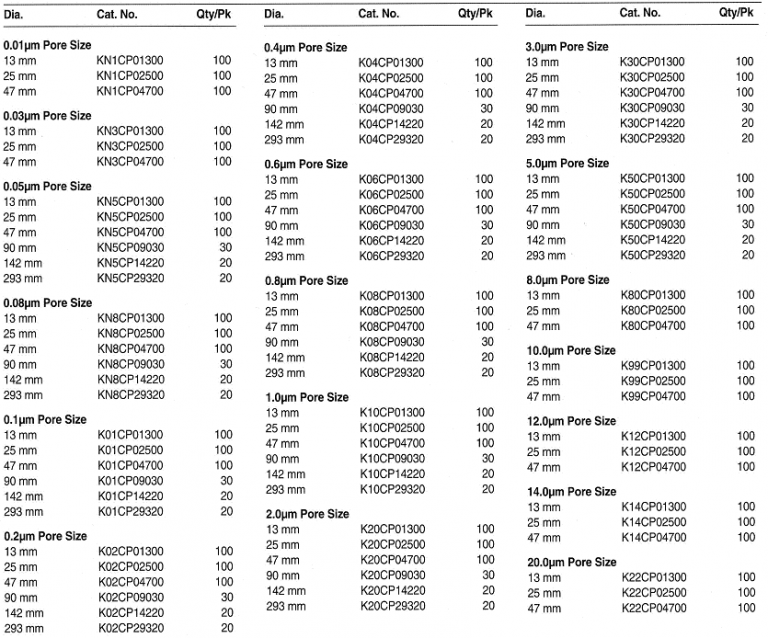 Dia. Cat. No. Qty/Pk
0.01µm Pore Size
13 mm KN1CP01300 100
25 mm KN1CP02500 100
47 mm KN1CP04700 100
0.03µm Pore Size
13 mm KN3CP01300 100
25 mm KN3CP02500 100
47 mm KN3CP04700 100
0.05µm Pore Size
13 mm KN5CP01300 100
25 mm KN5CP02500 100
47 mm KN5CP04700 100
90 mm KN5CP09030 30
142 mm KN5CP14220 20
293 mm KN5CP29320 20
0.08µm Pore Size
13 mm KN8CP01300 100
25 mm KN8CP02500 100
47 mm KN8CP04700 100
90 mm KN8CP09030 30
142 mm KN8CP14220 20
293 mm KN8CP29320 20
0.1µm Pore Size
13 mm K01CP01300 100
25 mm K01CP02500 100
47 mm K01CP04700 100
90 mm K01CP09030 30
142 mm K01CP14220 20
293 mm K01CP29320 20
0.2µm Pore Size
13 mm K02CP01300 100
25 mm K02CP02500 100
47 mm K02CP04700 100
90 mm K02CP09030 30
142 mm K02CP14220 20
293 mm K02CP29320 20
Dia. Cat. No. Qty/Pk
0.4µm Pore Size
13 mm K04CP01300 100
25 mm K04CP02500 100
47 mm K04CP04700 100
90 mm K04CP09030 30
142 mm K04CP14220 20
293 mm K04CP29320 20
0.6µm Pore Size
13 mm K06CP01300 100
25 mm K06CP02500 100
47 mm K06CP04700 100
90 mm K06CP09030 30
142 mm K06CP14220 20
293 mm K06CP29320 20
0.8µm Pore Size
13 mm K08CP01300 100
25 mm K08CP02500 100
47 mm K08CP04700 100
90 mm K08CP09030 30
142 mm K08CP14220 20
293 mm K08CP29320 20
1.0µm Pore Size
13 mm K10CP01300 100
25 mm K10CP02500 100
47 mm K10CP04700 100
90 mm K10CP09030 30
142 mm K10CP14220 20
293 mm K10CP29320 20
2.0µm Pore Size
13 mm K20CP01300 100
25 mm K20CP02500 100
47 mm K20CP04700 100
90 mm K20CP09030 30
142 mm K20CP14220 20
293 mm K20CP29320 20
Dia. Cat. No. Qty/Pk
3.0µm Pore Size
13 mm K30CP01300 100
25 mm K30CP02500 100
47 mm K30CP04700 100
90 mm K30CP09030 30
142 mm K30CP14220 20
293 mm K30CP29320 20
5.0µm Pore Size
13 mm K50CP01300 100
25 mm K50CP02500 100
47 mm K50CP04700 100
90 mm K50CP09030 30
142 mm K50CP14220 20
293 mm K50CP29320 20
8.0µm Pore Size
13 mm K80CP01300 100
25 mm K80CP02500 100
47 mm K80CP04700 100
10.0µm Pore Size
13 mm K99CP01300 100
25 mm K99CP02500 100
47 mm K99CP04700 100
12.0µm Pore Size
13 mm K12CP01300 100
25 mm K12CP02500 100
47 mm K12CP04700 100
14.0µm Pore Size
13 mm K14CP01300 100
25 mm K14CP02500 100
47 mm K14CP04700 100
20.0µm Pore Size
13 mm K22CP01300 100
25 mm K22CP02500 100
47 mm K22CP04700 100